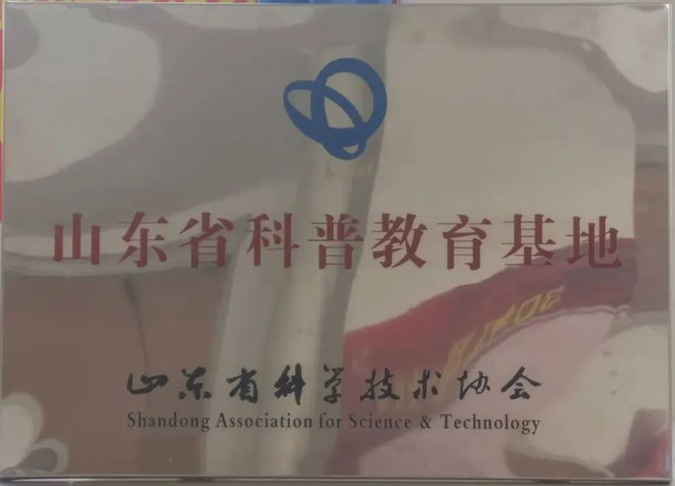 山东省科普教育基地
山东省科学技术协会
Shandong Association for Science & Technology